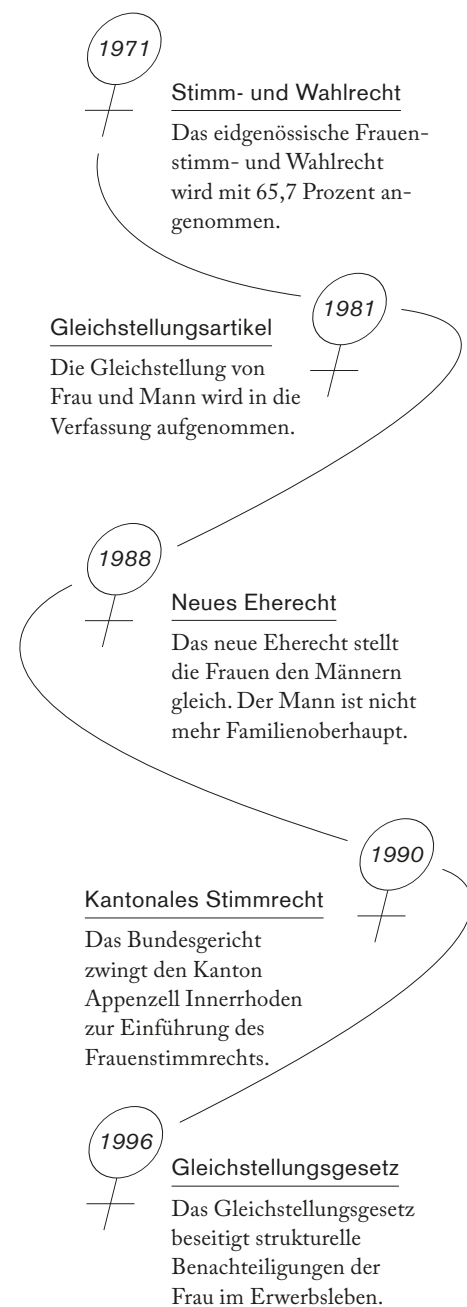 1971
Stimm- und Wahlrecht
Das eidgenössische Frauen-
stimm- und Wahlrecht
wird mit 65,7 Prozent an-
genommen.
1981
Gleichstellungsartikel
Die Gleichstellung von
Frau und Mann wird in die
Verfassung aufgenommen.
1988
Neues Eherecht
Das neue Eherecht stellt
die Frauen den Männern
gleich. Der Mann ist nicht
mehr Familienoberhaupt.
1990
Kantonales Stimmrecht
Das Bundesgericht
zwingt den Kanton
Appenzell Innerrhoden
zur Einführung des
Frauenstimmrechts.
1996
Gleichstellungsgesetz
Das Gleichstellungsgesetz
beseitigt strukturelle
Benachteiligungen der
Frau im Erwerbsleben.